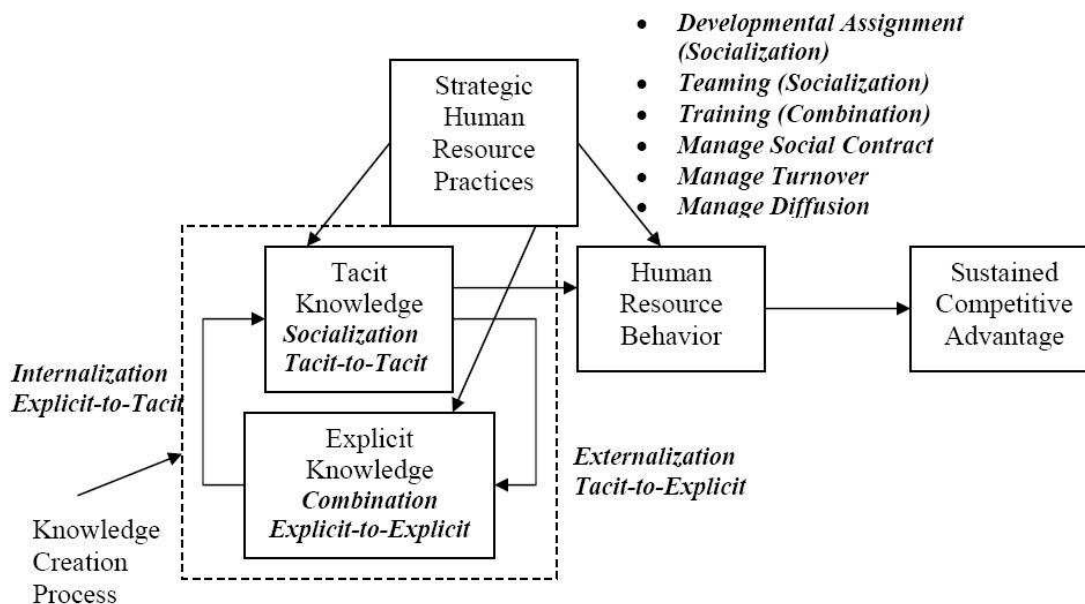 • Developmental Assignment
(Socialization)
• Teaming (Socialization)
• Training (Combination)
• Manage Social Contract
• Manage Turnover
• Manage Diffusion
Strategic
Human
Resource
Practices
Tacit
Knowledge
Socialization
Tacit-to-Tacit
Human
Resource
Behavior
Sustained
Competitive
Advantage
Internalization
Explicit-to-Tacit
Explicit
Knowledge
Combination
Explicit-to-Explicit
Externalization
Tacit-to-Explicit
Knowledge
Creation
Process